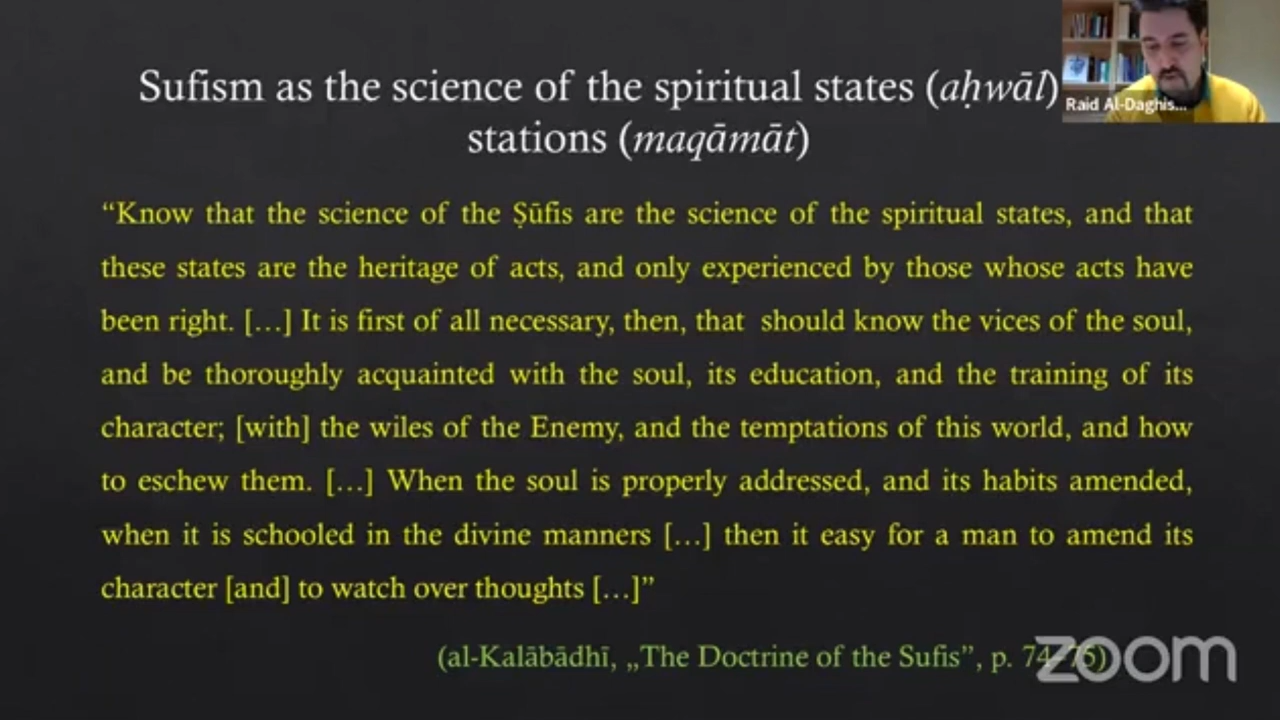 Sufism as the science of the spiritual states (aḥwāl)
stations (maqāmāt)
Raid Al-Daghis...
“Know that the science of the Ṣūfis are the science of the spiritual states, and that
these states are the heritage of acts, and only experienced by those whose acts have
been right. […] It is first of all necessary, then, that should know the vices of the soul,
and be thoroughly acquainted with the soul, its education, and the training of its
character; [with] the wiles of the Enemy, and the temptations of this world, and how
to eschew them. […] When the soul is properly addressed, and its habits amended,
when it is schooled in the divine manners […] then it easy for a man to amend its
character [and] to watch over thoughts […]”
(al-Kalābādhī, „The Doctrine of the Sufis”, p. 74-75)
zoom